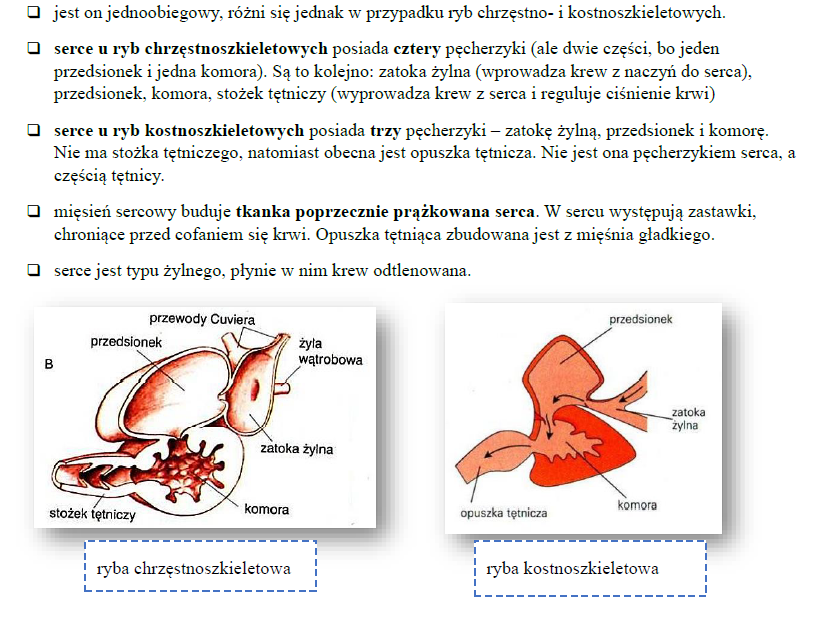 ❑ jest on jednoobiegowy, różni się jednak w przypadku ryb chrzęstno- i kostnoszkieletowych.
❑ serce u ryb chrzęstnoszkieletowych posiada cztery pęcherzyki (ale dwie części, bo jeden
przedsionek i jedna komora). Są to kolejno: zatoka żylna (wprowadza krew z naczyń do serca),
przedsionek, komora, stożek tętniczy (wyprowadza krew z serca i reguluje ciśnienie krwi)
❑ serce u ryb kostnoszkieletowych posiada trzy pęcherzyki – zatokę żylną, przedsionek i komorę.
Nie ma stożka tętniczego, natomiast obecna jest opuszka tętnica. Nie jest ona pęcherzykiem serca, a
częścią tętnicy.
❑ mięsień sercowy buduje tkanka poprzecznie prążkowana serca. W sercu występują zastawki,
chroniące przed cofaniem się krwi. Opuszka tętniąca zbudowana jest z mięśnia gładkiego.
❑ serce jest typu żylnego, płynie w nim krew odtlenowana.
przewody Cuviera
przedsionek
żyła
wątrobowa
B
zatoka żylna
komora
stożek tętniczy
przedsionek
zatoka
żylna
komora
opuszka tętnicza
ryba chrzęstnoszkieletowa
ryba kostnoszkieletowa